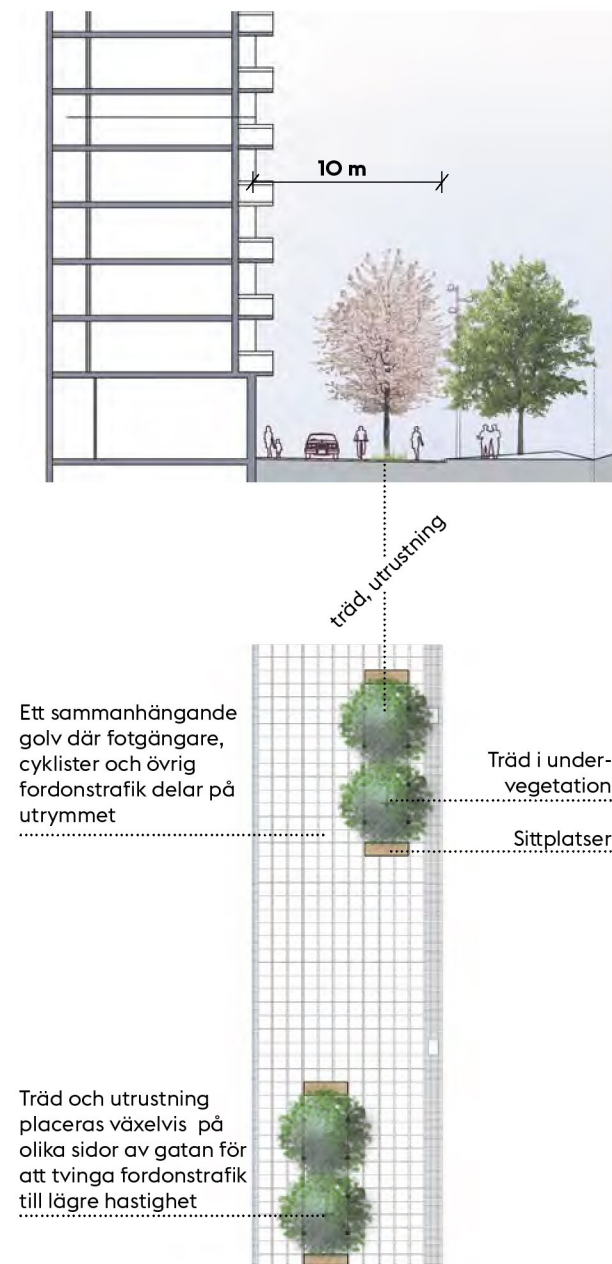 10 m
träd, utrustning
Ett sammanhängande
golv där fotgängare,
cyklister och övrig
fordonstrafik delar på
utrymmet
Träd i under-
vegetation
Sittplatser
Träd och utrustning
placeras växelvis på
olika sidor av gatan för
att tvinga fordonstrafik
till lägre hastighet